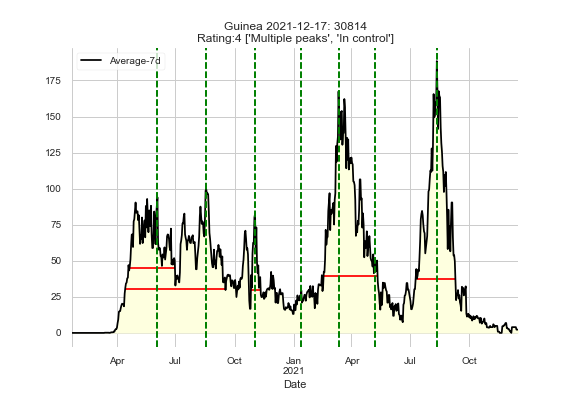 Guinea 2021-12-17: 30814
Rating:4 ['Multiple peaks', 'In control']
Average-7d
175
150
125
100
75
50
25
0
Apr Jul Oct Jan Apr Jul Oct
2021
Date